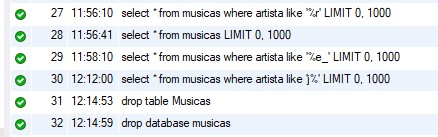 27 11:56:10 select * from musicas where artista like '%r' LIMIT 0, 1000
28 11:56:41 select * from musicas LIMIT 0, 1000
29 11:58:10 select * from musicas where artista like '%e_' LIMIT 0, 1000
30 12:12:00 select * from musicas where artista like 'j%' LIMIT 0, 1000
31 12:14:53 drop table Musicas
32 12:14:59 drop database musicas